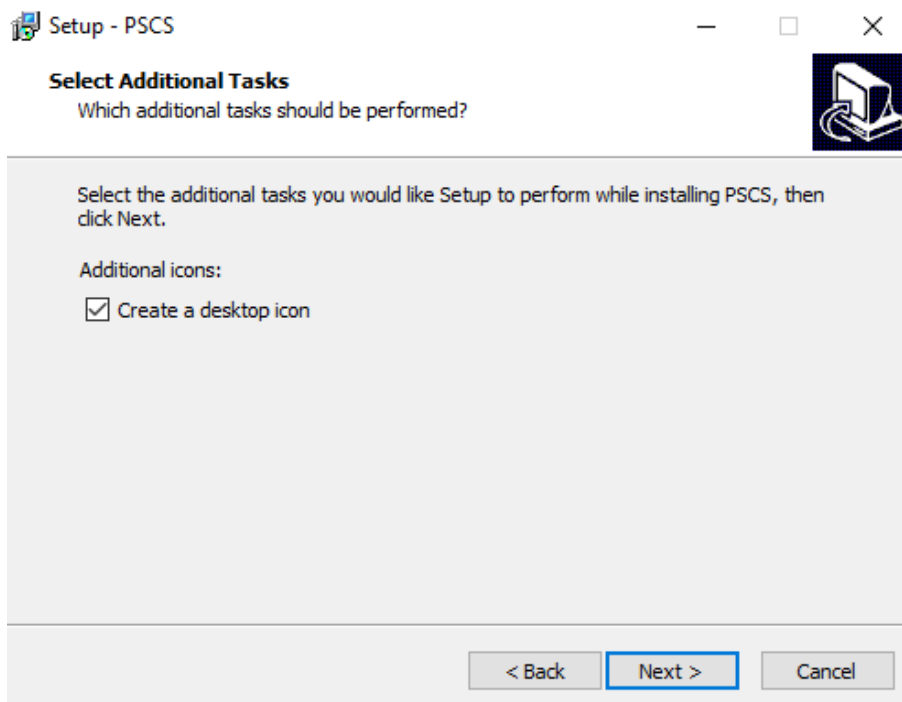 Setup - PSCS
Select Additional Tasks
Which additional tasks should be performed?
Select the additional tasks you would like Setup to perform while installing PSCS, then
click Next.
Additional icons:
Create a desktop icon
< Back
Next >
Cancel